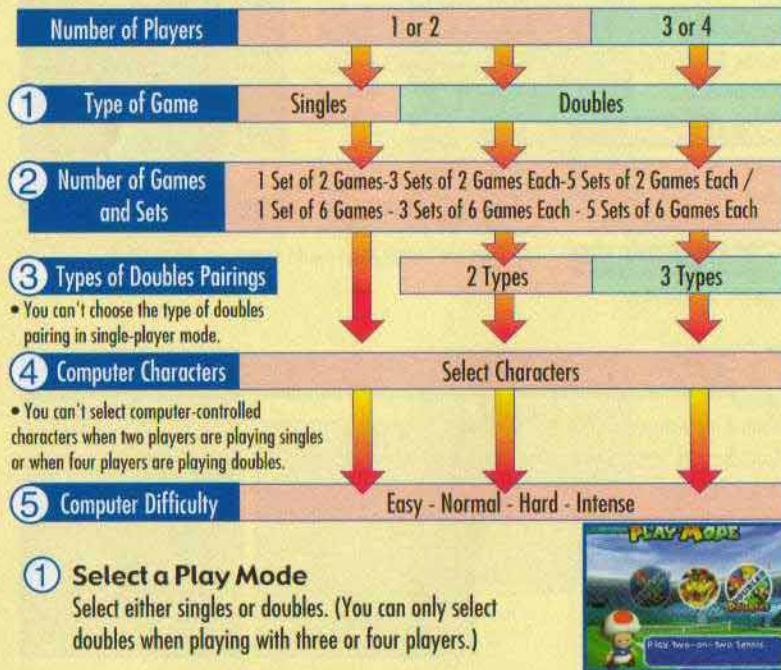 Number of Players
1 or 2
3 or 4
1 Type of Game
Singles
Doubles
2 Number of Games
and Sets
1 Set of 2 Games-3 Sets of 2 Games Each-5 Sets of 2 Games Each /
1 Set of 6 Games - 3 Sets of 6 Games Each - 5 Sets of 6 Games Each
3 Types of Doubles Pairings
2 Types
3 Types
• You can't choose the type of doubles
pairing in single-player mode.
4 Computer Characters
Select Characters
• You can't select computer-controlled
characters when two players are playing singles
or when four players are playing doubles.
5 Computer Difficulty
Easy - Normal - Hard - Intense
1 Select a Play Mode
Select either singles or doubles. (You can only select
doubles when playing with three or four players.)
PLAY MODE
Doubles
Play two-on-two tennis.